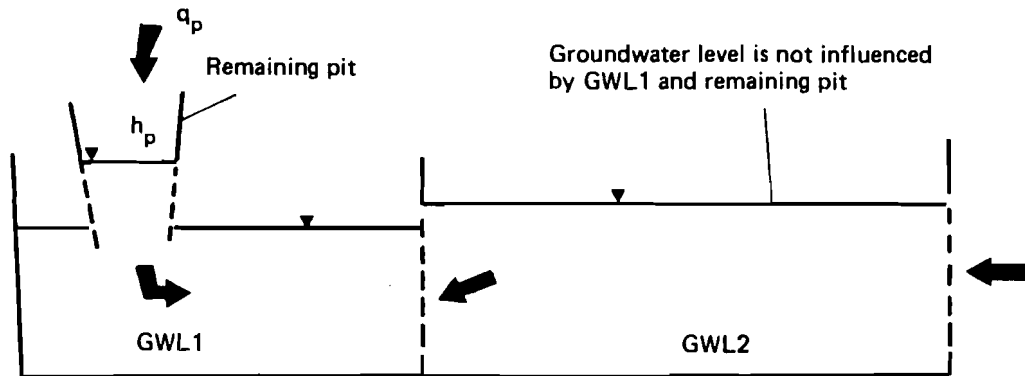 q_p
Remaining pit
Groundwater level is not influenced
by GWL1 and remaining pit
h_p
GWL1
GWL2